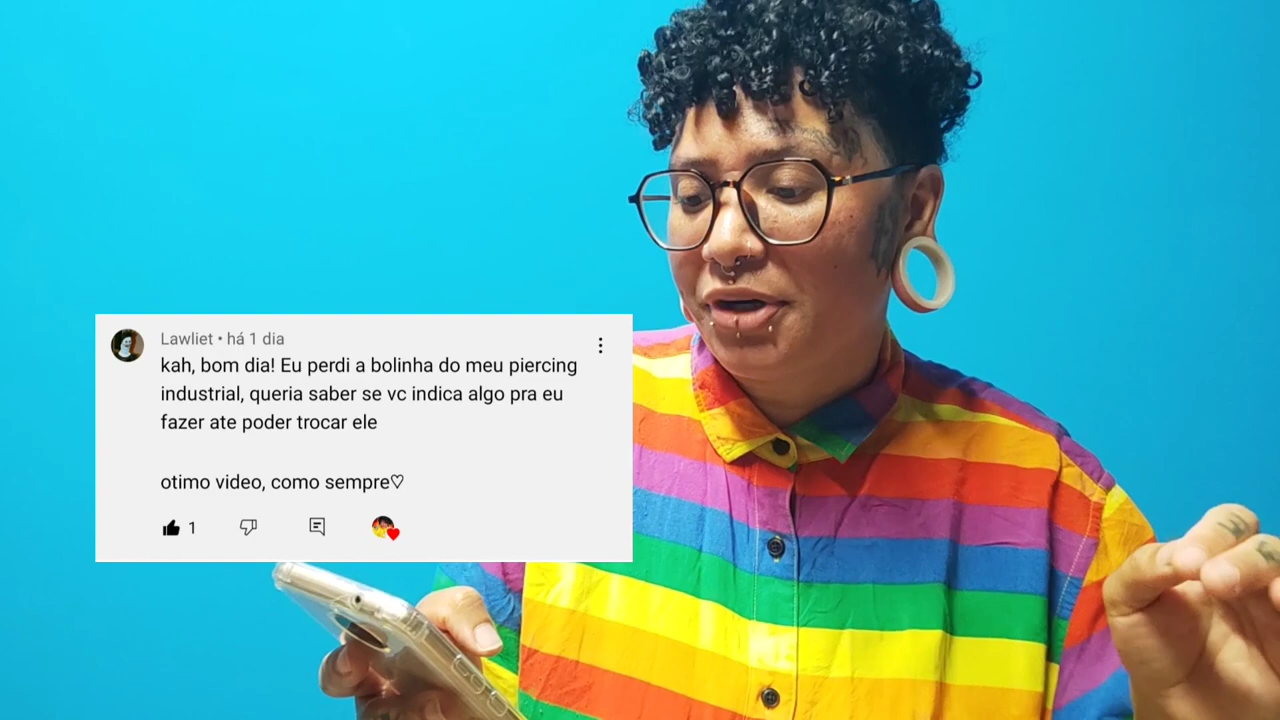 Lawliet • há 1 dia
kah, bom dia! Eu perdi a bolinha do meu piercing
industrial, queria saber se vc indica algo pra eu
fazer ate poder trocar ele
otimo video, como sempre♡
1